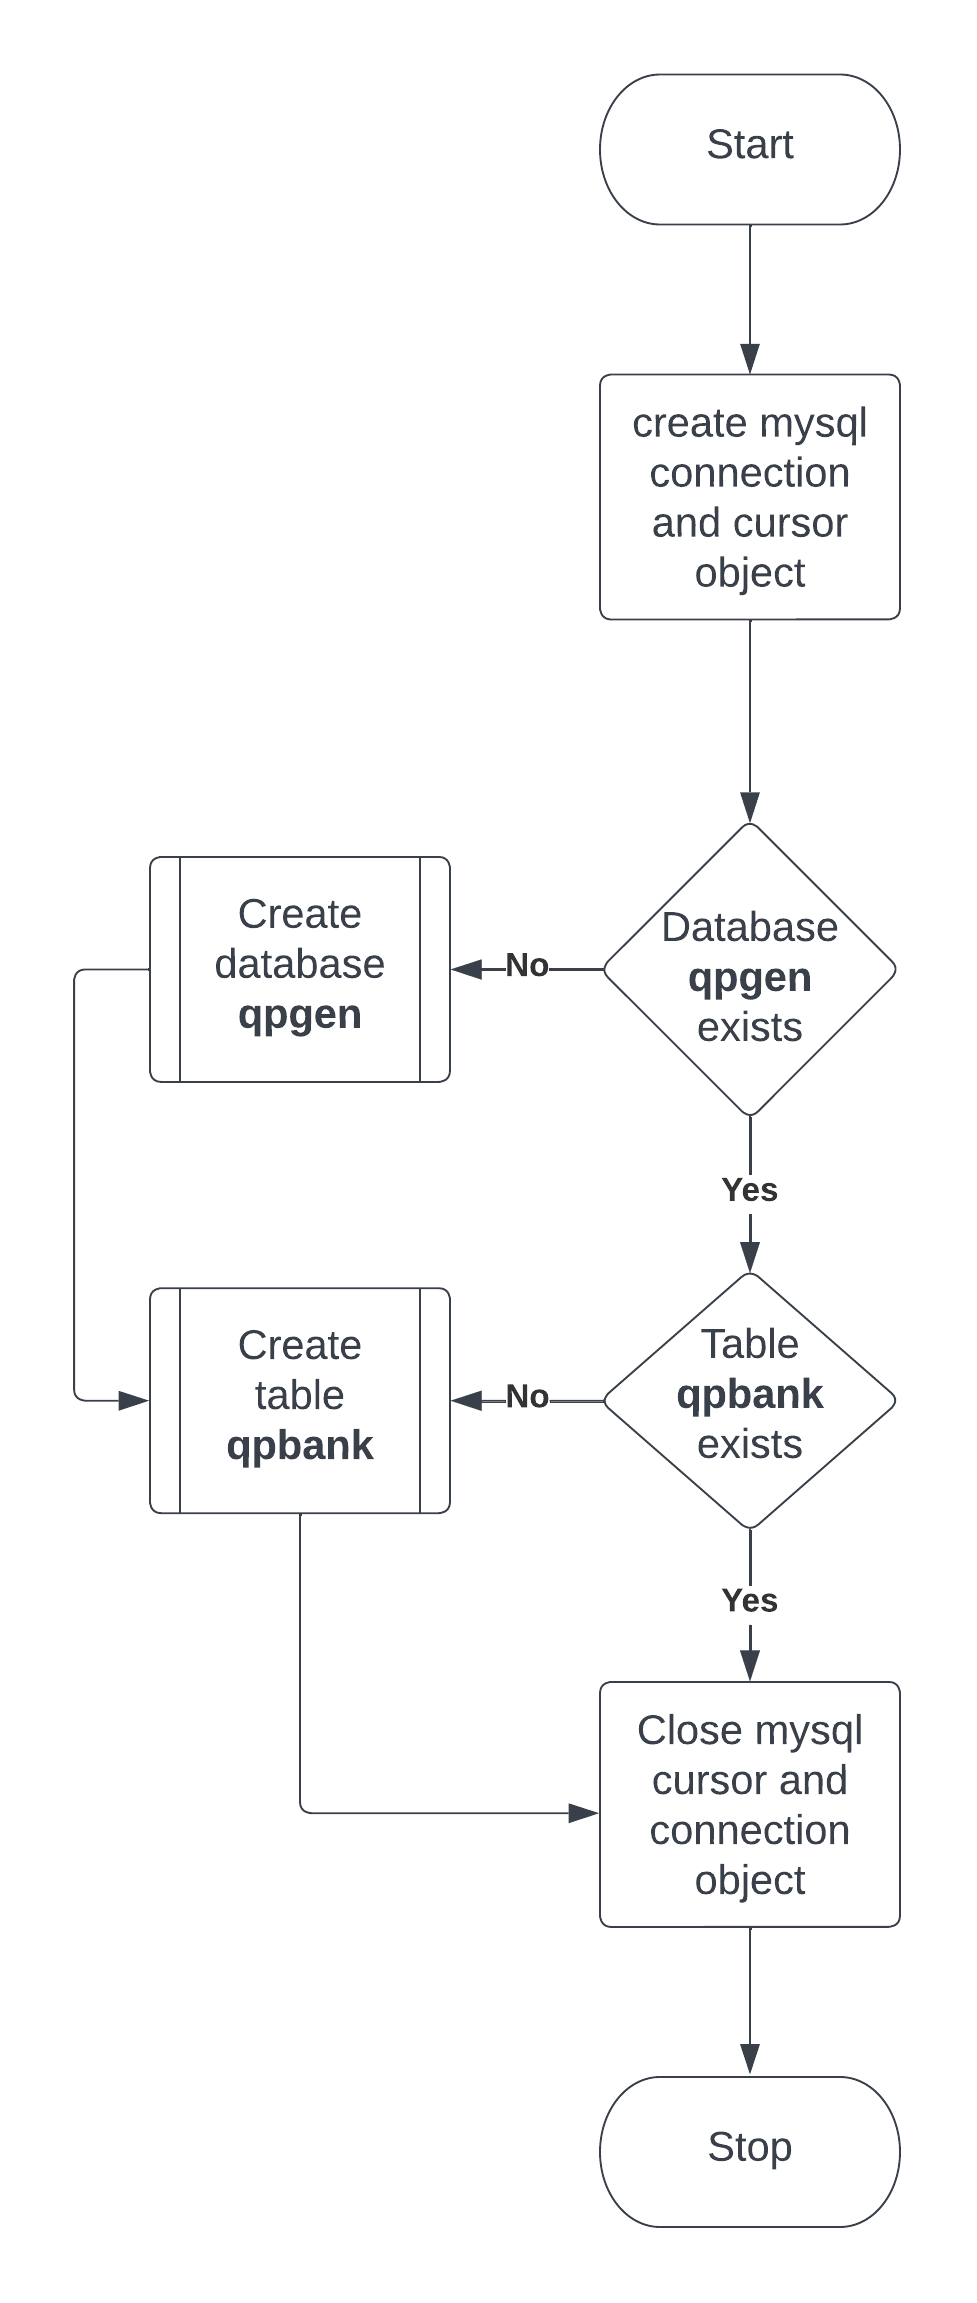 Start
create mysql
connection
and cursor
object
Database
qpgen
exists
No
Create
database
qpgen
Yes
Table
qpbank
exists
No
Create
table
qpbank
Yes
Close mysql
cursor and
connection
object
Stop